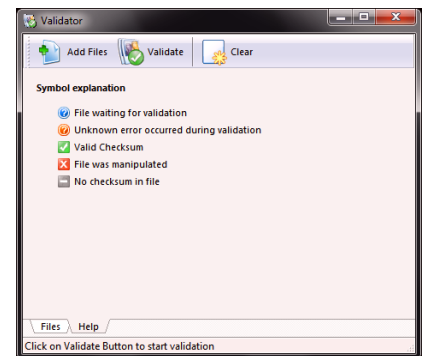 Validator
Add Files Validate Clear
Symbol explanation
File waiting for validation
Unknown error occurred during validation
Valid Checksum
File was manipulated
No checksum in file
Files Help
Click on Validate Button to start validation